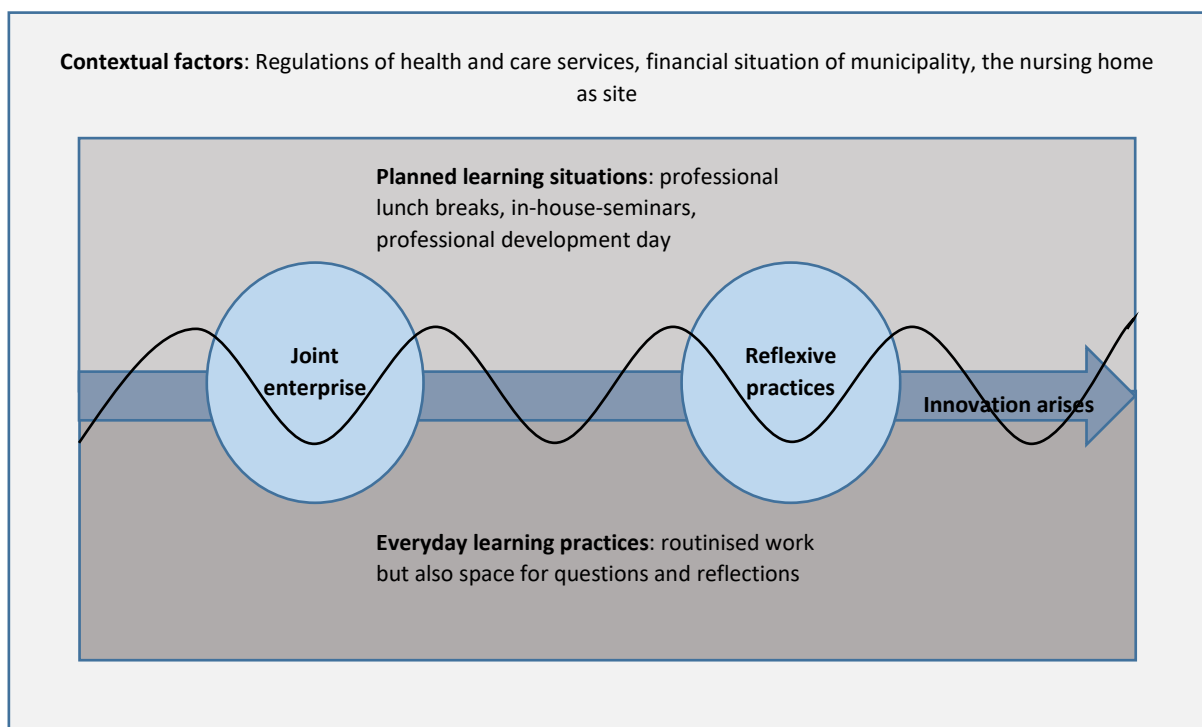 Contextual factors: Regulations of health and care services, financial situation of municipality, the nursing home
as site
Planned learning situations: professional
lunch breaks, in-house-seminars,
professional development day
Joint
enterprise
Reflexive
practices
Innovation arises
Everyday learning practices: routinised work
but also space for questions and reflections